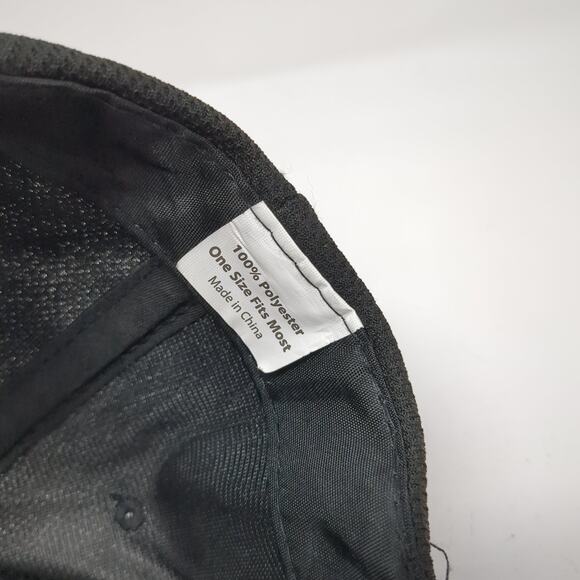 100% Polyester
One Size Fits Most
Made in China